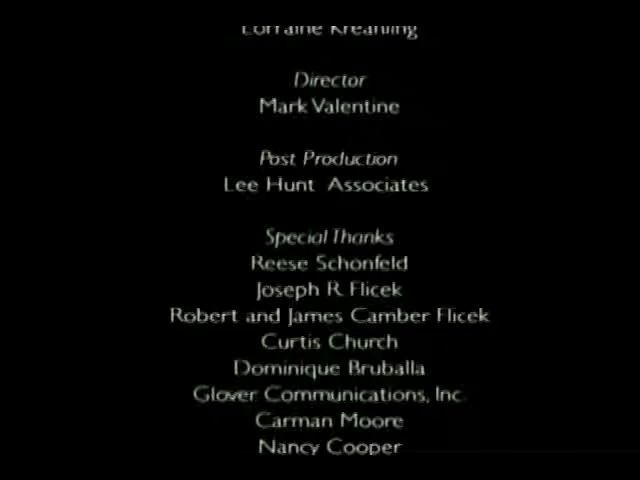 Lorraine
Director
Mark Valentine
Post Production
Lee Hunt Associates
Special Thanks
Reese Schonfeld
Joseph R. Flicek
Robert and James Camber Flicek
Curtis Church
Dominique Bruballa
Glover Communications, Inc.
Carman Moore
Nancy Cooper